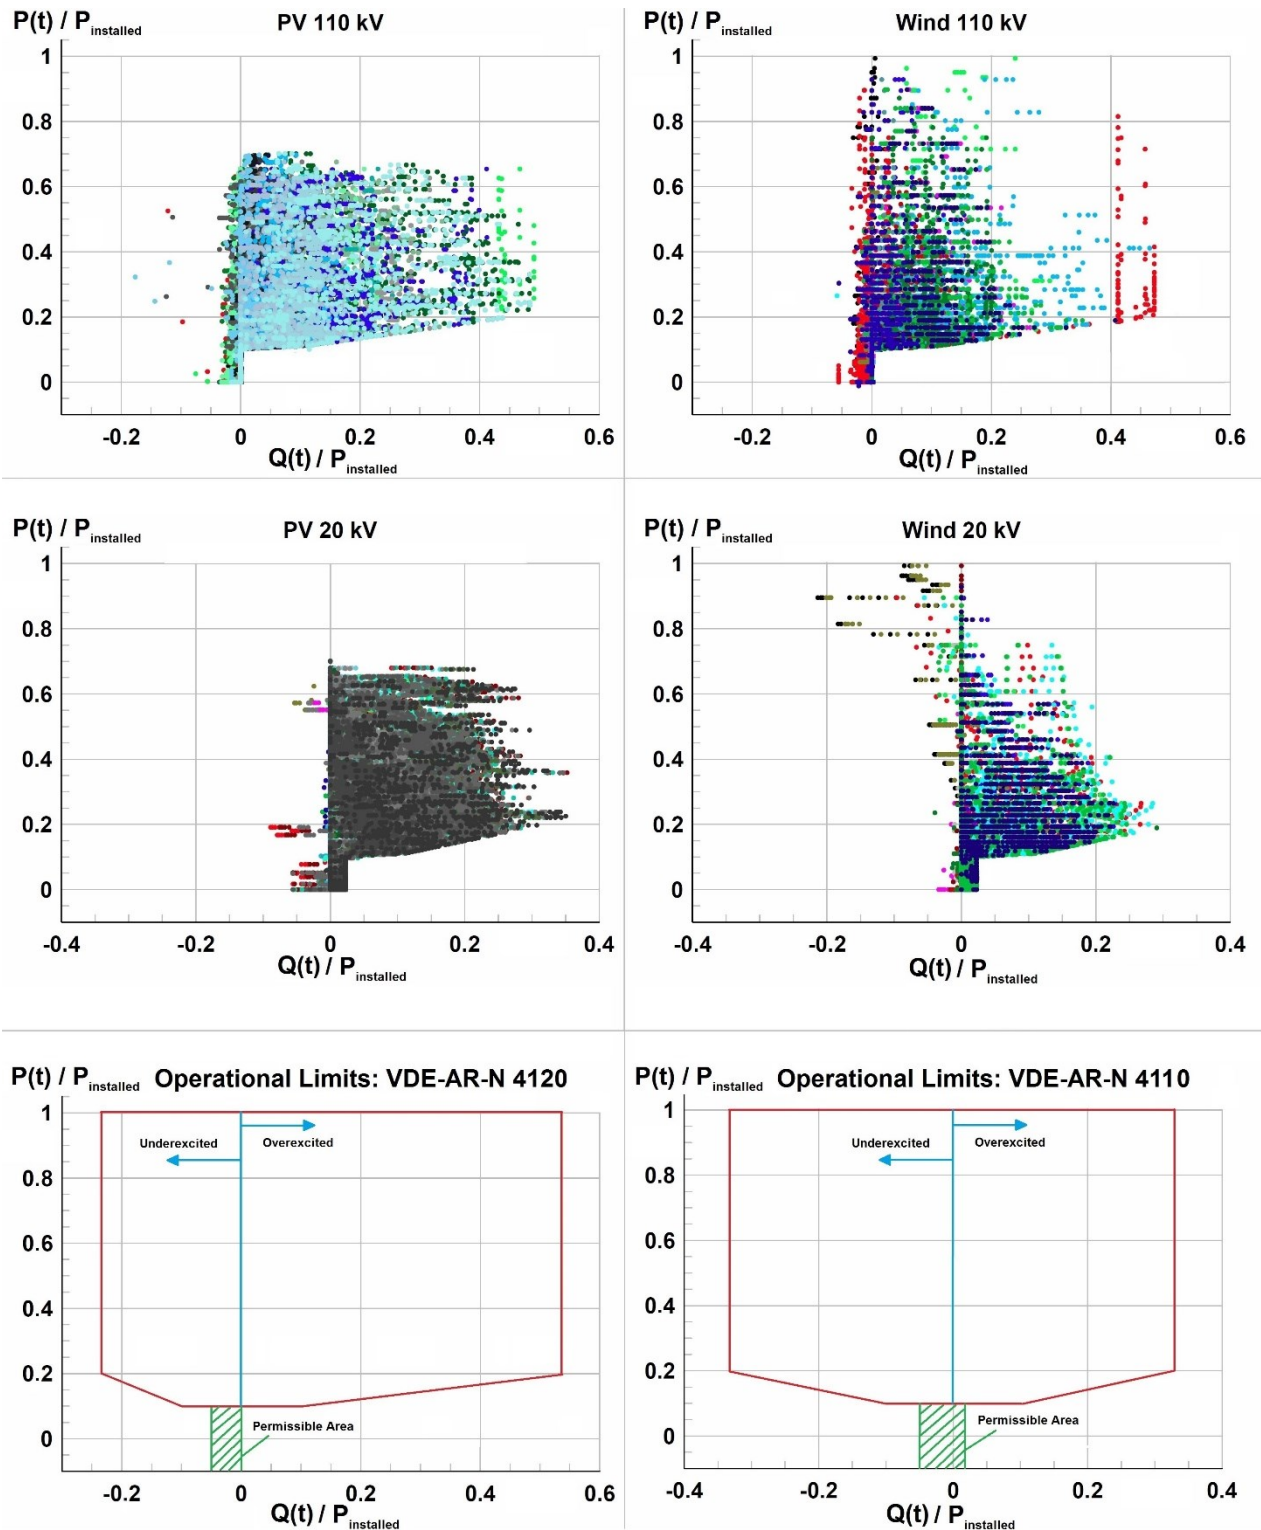 P(t) / Pinstalled PV 110 kV
1
0.8
0.6
0.4
0.2
0
-0.2 0 0.2 0.4 0.6
Q(t) / Pinstalled
P(t) / Pinstalled Wind 110 kV
1
0.8
0.6
0.4
0.2
0
-0.2 0 0.2 0.4 0.6
Q(t) / Pinstalled
P(t) / Pinstalled PV 20 kV
1
0.8
0.6
0.4
0.2
0
-0.4 -0.2 0 0.2 0.4
Q(t) / Pinstalled
P(t) / Pinstalled Wind 20 kV
1
0.8
0.6
0.4
0.2
0
-0.4 -0.2 0 0.2 0.4
Q(t) / Pinstalled
P(t) / Pinstalled Operational Limits: VDE-AR-N 4120
1
Underexcited Overexcited
0.8
0.6
0.4
0.2
Permissible Area
0
-0.2 0 0.2 0.4 0.6
Q(t) / Pinstalled
P(t) / Pinstalled Operational Limits: VDE-AR-N 4110
1
Underexcited Overexcited
0.8
0.6
0.4
0.2
Permissible Area
0
-0.4 -0.2 0 0.2 0.4
Q(t) / Pinstalled